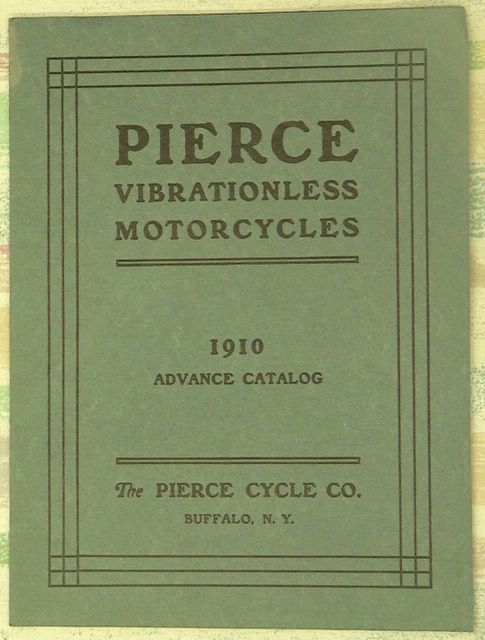 PIERCE
VIBRATIONLESS
MOTORCYCLES
1910
ADVANCE CATALOG
The PIERCE CYCLE CO.
BUFFALO, N. Y.